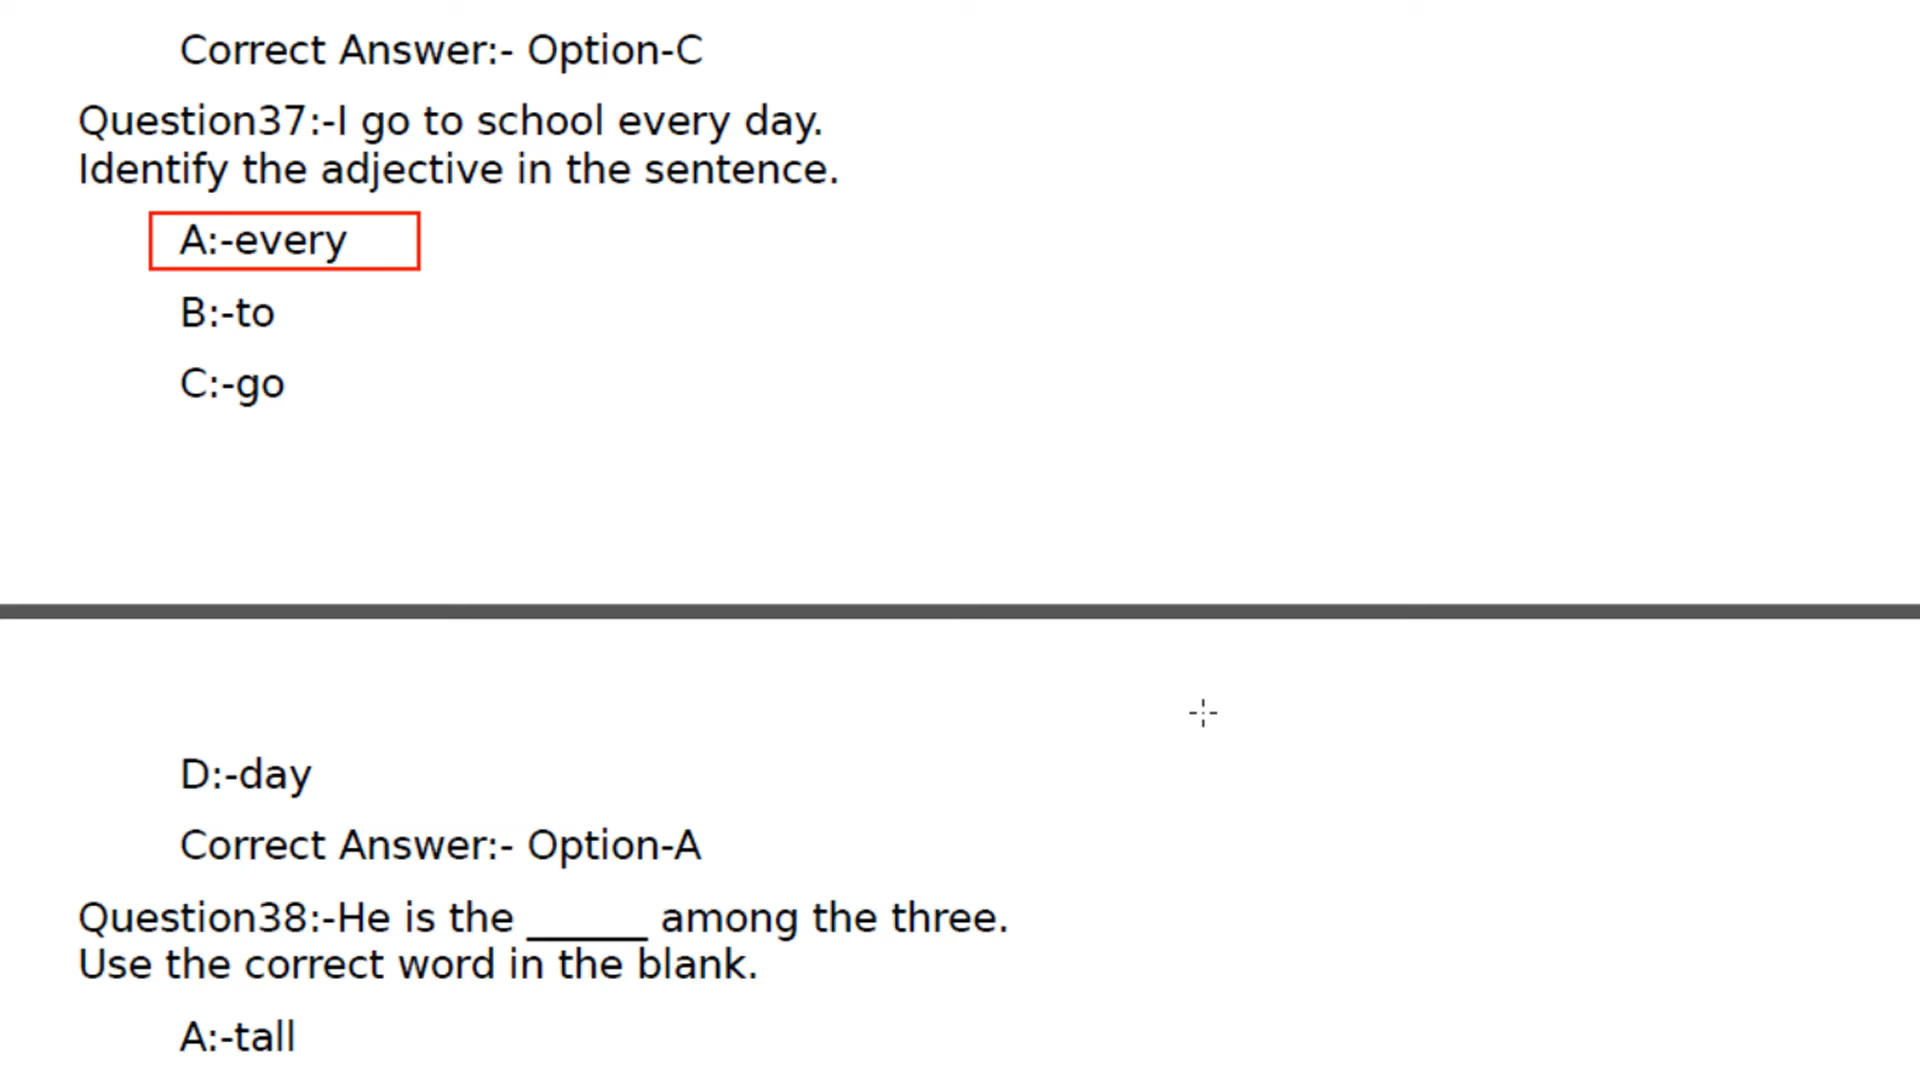 Correct Answer:- Option-C
Question37:-I go to school every day.
Identify the adjective in the sentence.
A:-every
B:-to
C:-go
D:-day
Correct Answer:- Option-A
Question38:-He is the ______ among the three.
Use the correct word in the blank.
A:-tall